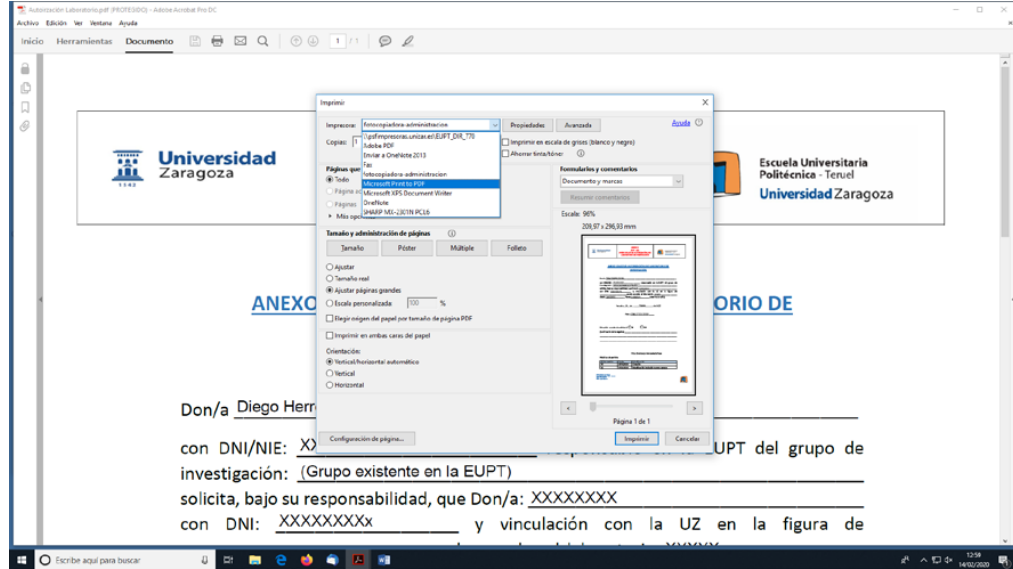 Autorización Laboratorio.pdf (PROTEGIDO) - Adobe Acrobat Pro DC
Archivo Edición Ver Ventana Ayuda
Inicio Herramientas Documento 1 / 1
Imprimir
Impresora: fotocopiadora-administracion Propiedades Avanzada Ayuda
\\psfimpresoras.unizar.es\EUPT_DIR_T70
Adobe PDF
Enviar a OneNote 2013
Fax
fotocopiadora-administracion
Microsoft Print to PDF
Microsoft XPS Document Writer
OneNote
SHARP MX-2301N PCL6
Copias: 1
Imprimir en escala de grises (blanco y negro)
Ahorrar tinta/tóner
Páginas que
Todo
Páginas
Más op
Formularios y comentarios
Documento y marcas
Resumir comentarios
Escala: 96%
209,97 x 296,93 mm
Tamaño y administración de páginas
Tamaño Póster Múltiple Folleto
Ajustar
Tamaño real
Ajustar páginas grandes
Escala personalizada: 100 %
Elegir origen del papel por tamaño de página PDF
Imprimir en ambas caras del papel
Orientación:
Vertical/horizontal automático
Vertical
Horizontal
< >
Página 1 de 1
Configuración de página... Imprimir Cancelar
Universidad
Zaragoza
1542
Escuela Universitaria
Politécnica - Teruel
Universidad Zaragoza
ANEXO ORIO DE
Don/a Diego Herr
con DNI/NIE: XX UPT del grupo de
investigación: (Grupo existente en la EUPT)
solicita, bajo su responsabilidad, que Don/a: XXXXXXXX
con DNI: XXXXXXXXx y vinculación con la UZ en la figura de
Escribe aquí para buscar
12:59
14/02/2020